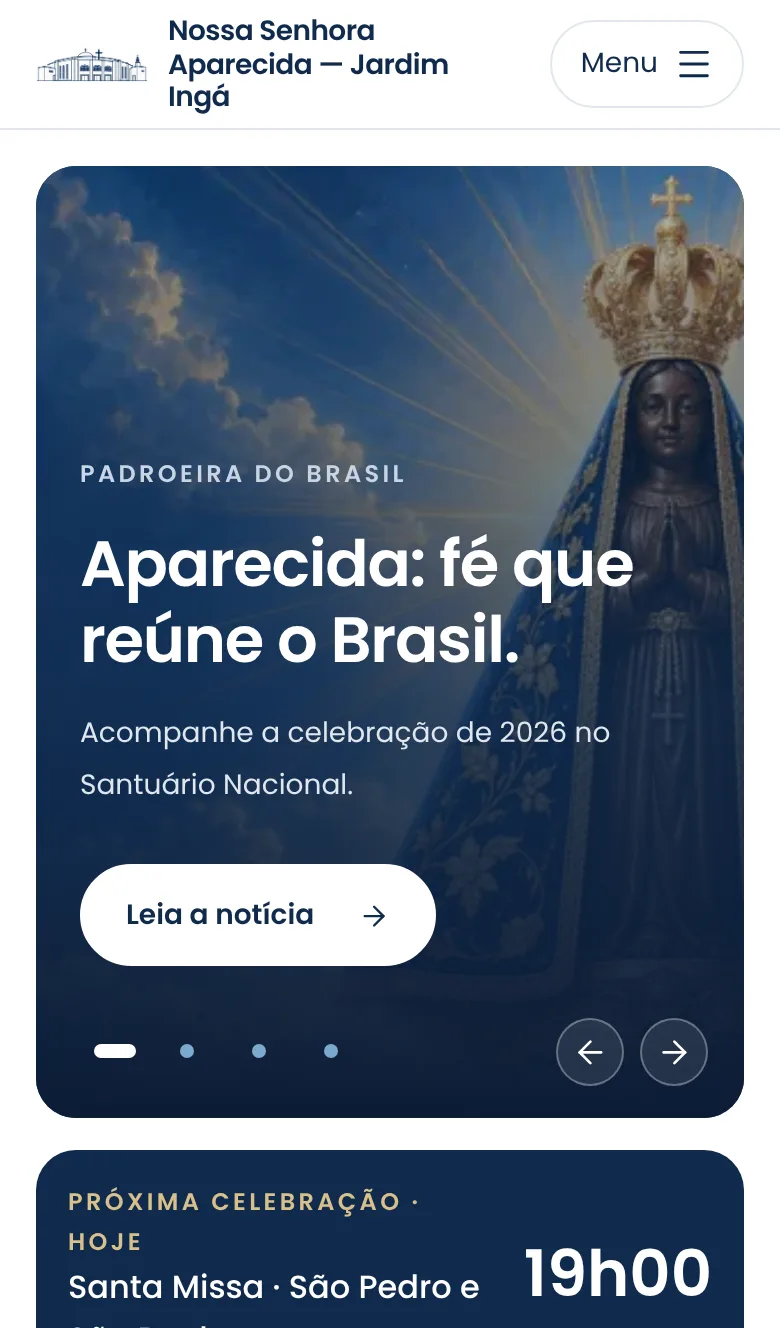 Nossa Senhora
Aparecida — Jardim
Ingá
Menu
PADROEIRA DO BRASIL
Aparecida: fé que
reúne o Brasil.
Acompanhe a celebração de 2026 no
Santuário Nacional.
Leia a notícia
PRÓXIMA CELEBRAÇÃO ·
HOJE
Santa Missa · São Pedro e
19h00